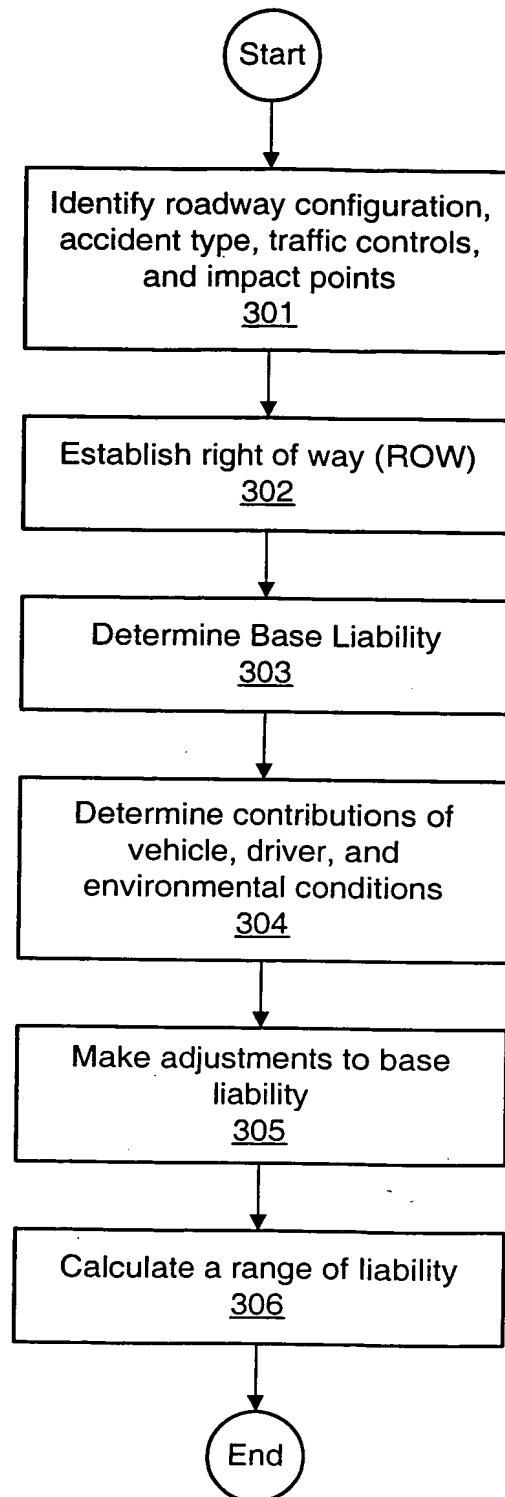 Start
Identify roadway configuration,
accident type, traffic controls,
and impact points
301
Establish right of way (ROW)
302
Determine Base Liability
303
Determine contributions of
vehicle, driver, and
environmental conditions
304
Make adjustments to base
liability
305
Calculate a range of liability
306
End